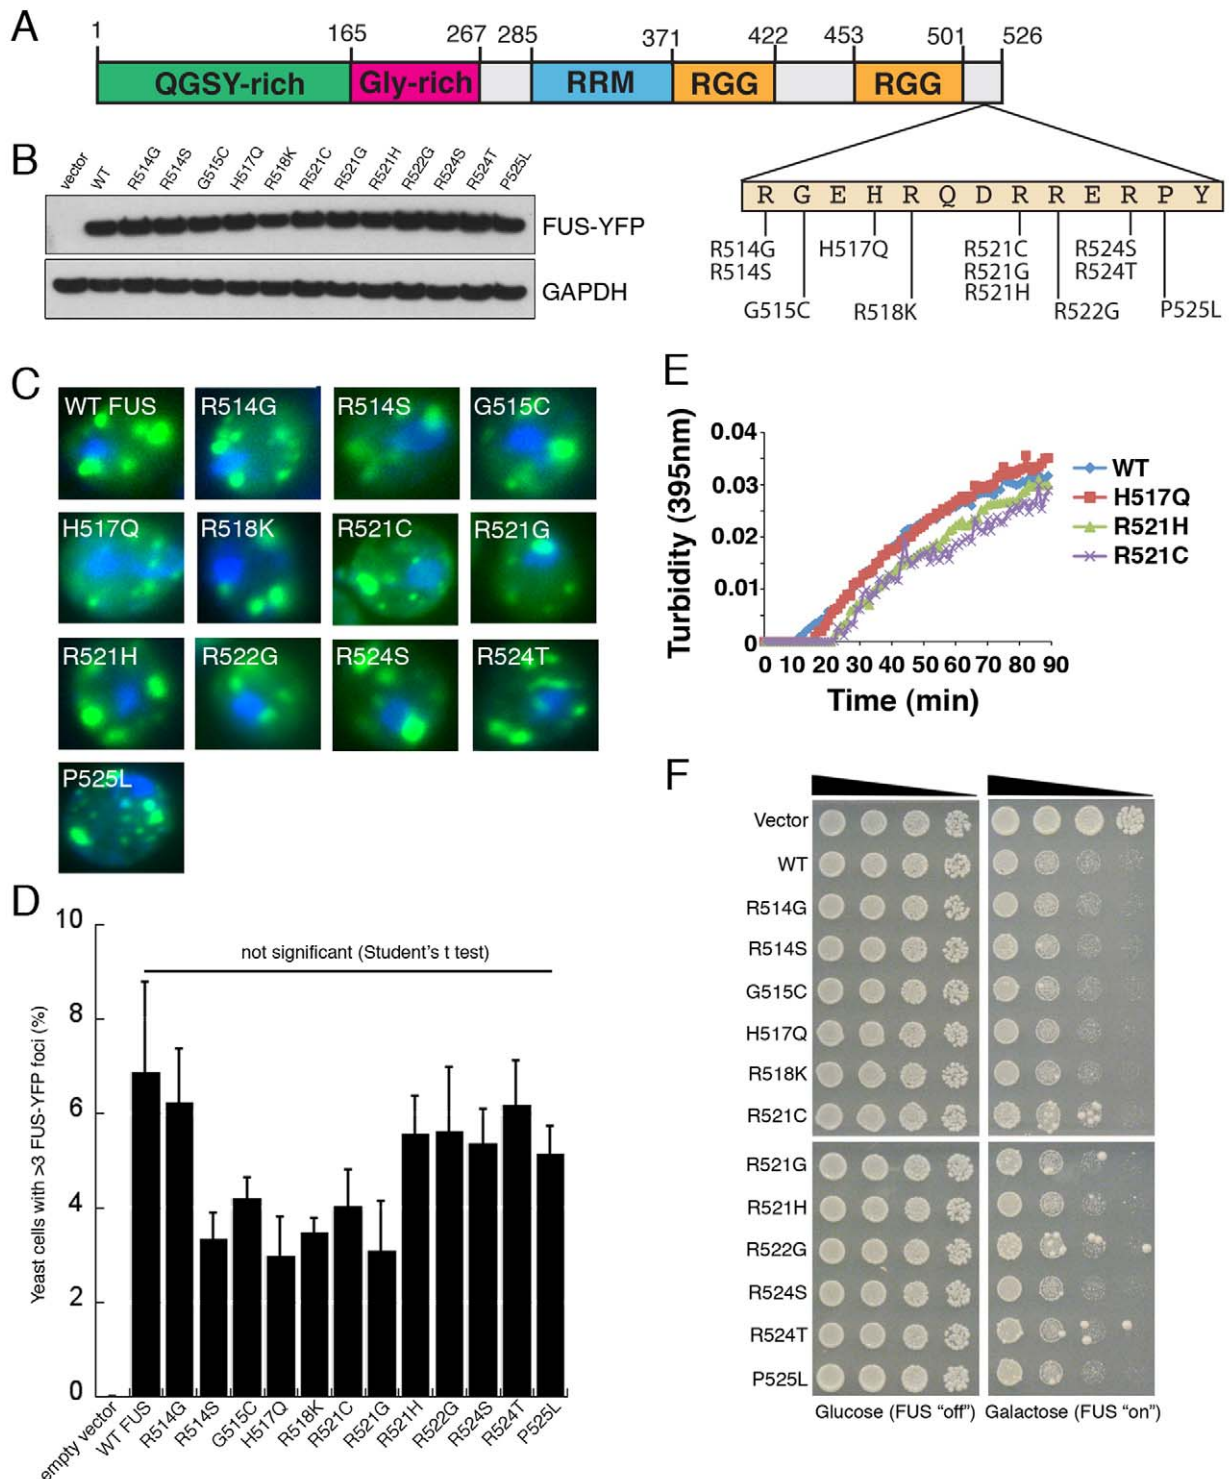 A
1 165 267 285 371 422 453 501 526
QGSY-rich Gly-rich RRM RGG RGG
R G E H R Q D R R E R P Y
R514G H517Q R521C R524S
R514S R521G R524T
R521H
G515C R518K R522G P525L
B
vector WT R514G R514S G515C H517Q R518K R521C R521G R521H R522G R524S R524T P525L
FUS-YFP
GAPDH
C
WT FUS R514G R514S G515C
H517Q R518K R521C R521G
R521H R522G R524S R524T
P525L
D
10
8
6
4
2
0
Yeast cells with >3 FUS-YFP foci (%)
not significant (Student's t test)
empty vector WT FUS R514G R514S G515C H517Q R518K R521C R521G R521H R522G R524S R524T P525L
E
Turbidity (395nm)
0.04
0.03
0.02
0.01
0
0 10 20 30 40 50 60 70 80 90
Time (min)
WT
H517Q
R521H
R521C
F
Vector
WT
R514G
R514S
G515C
H517Q
R518K
R521C
R521G
R521H
R522G
R524S
R524T
P525L
Glucose (FUS "off") Galactose (FUS "on")